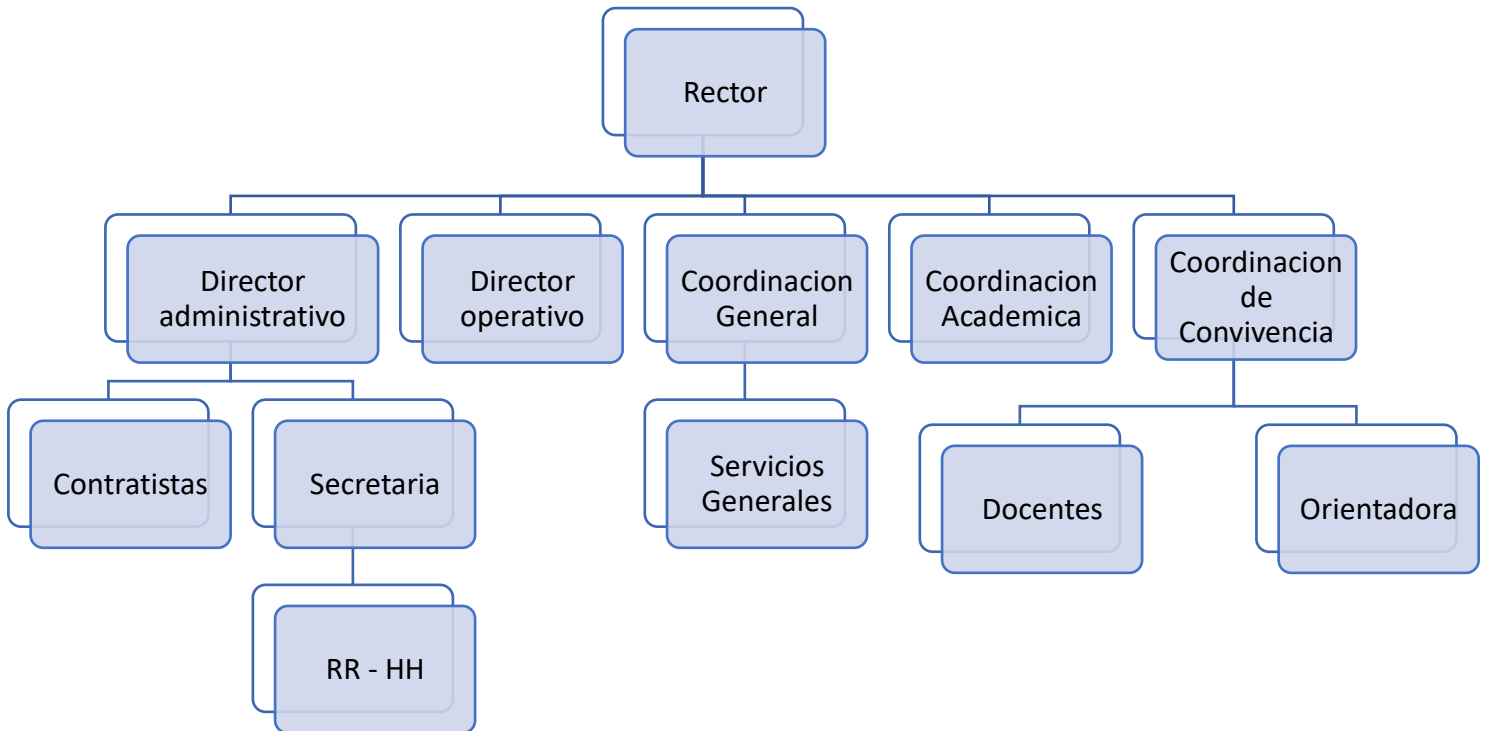 Rector
Director
administrativo
Director
operativo
Coordinacion
General
Coordinacion
Academica
Coordinacion
de
Convivencia
Contratistas
Secretaria
Servicios
Generales
Docentes
Orientadora
RR - HH